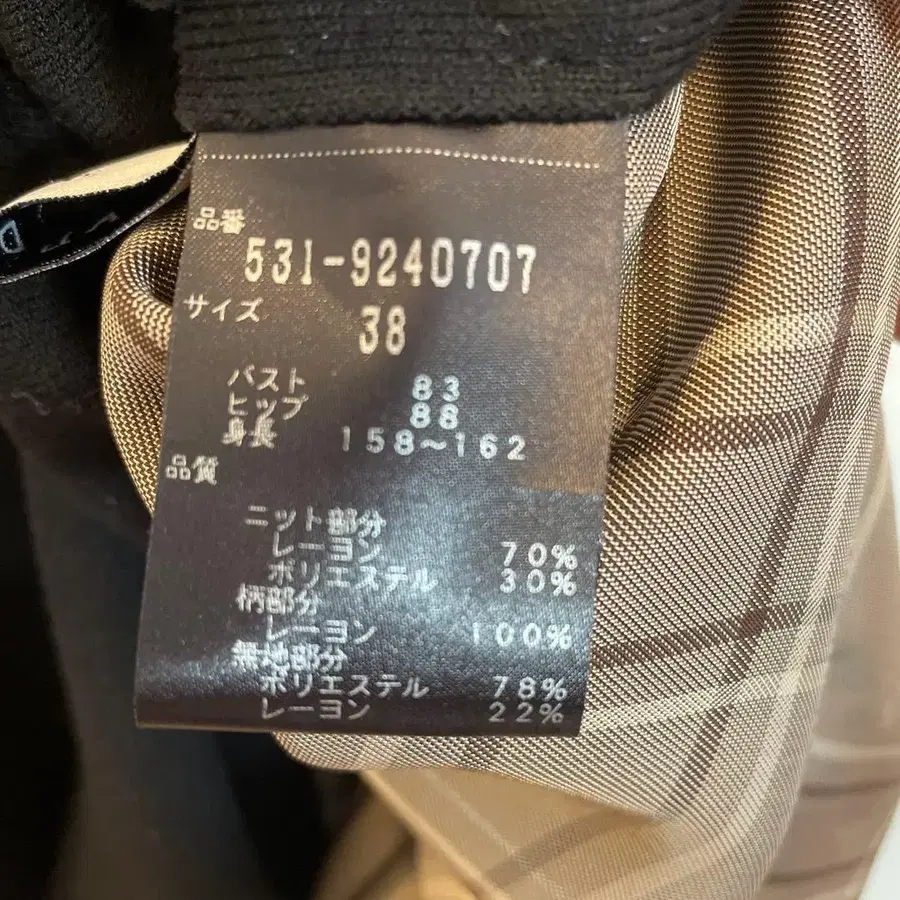 品番
531-9240707
サイズ
38
バスト 83
ヒップ 88
身長 158~162
品質
ニット部分
レーヨン 70%
ポリエステル 30%
柄部分
レーヨン 100%
無地部分
ポリエステル 78%
レーヨン 22%